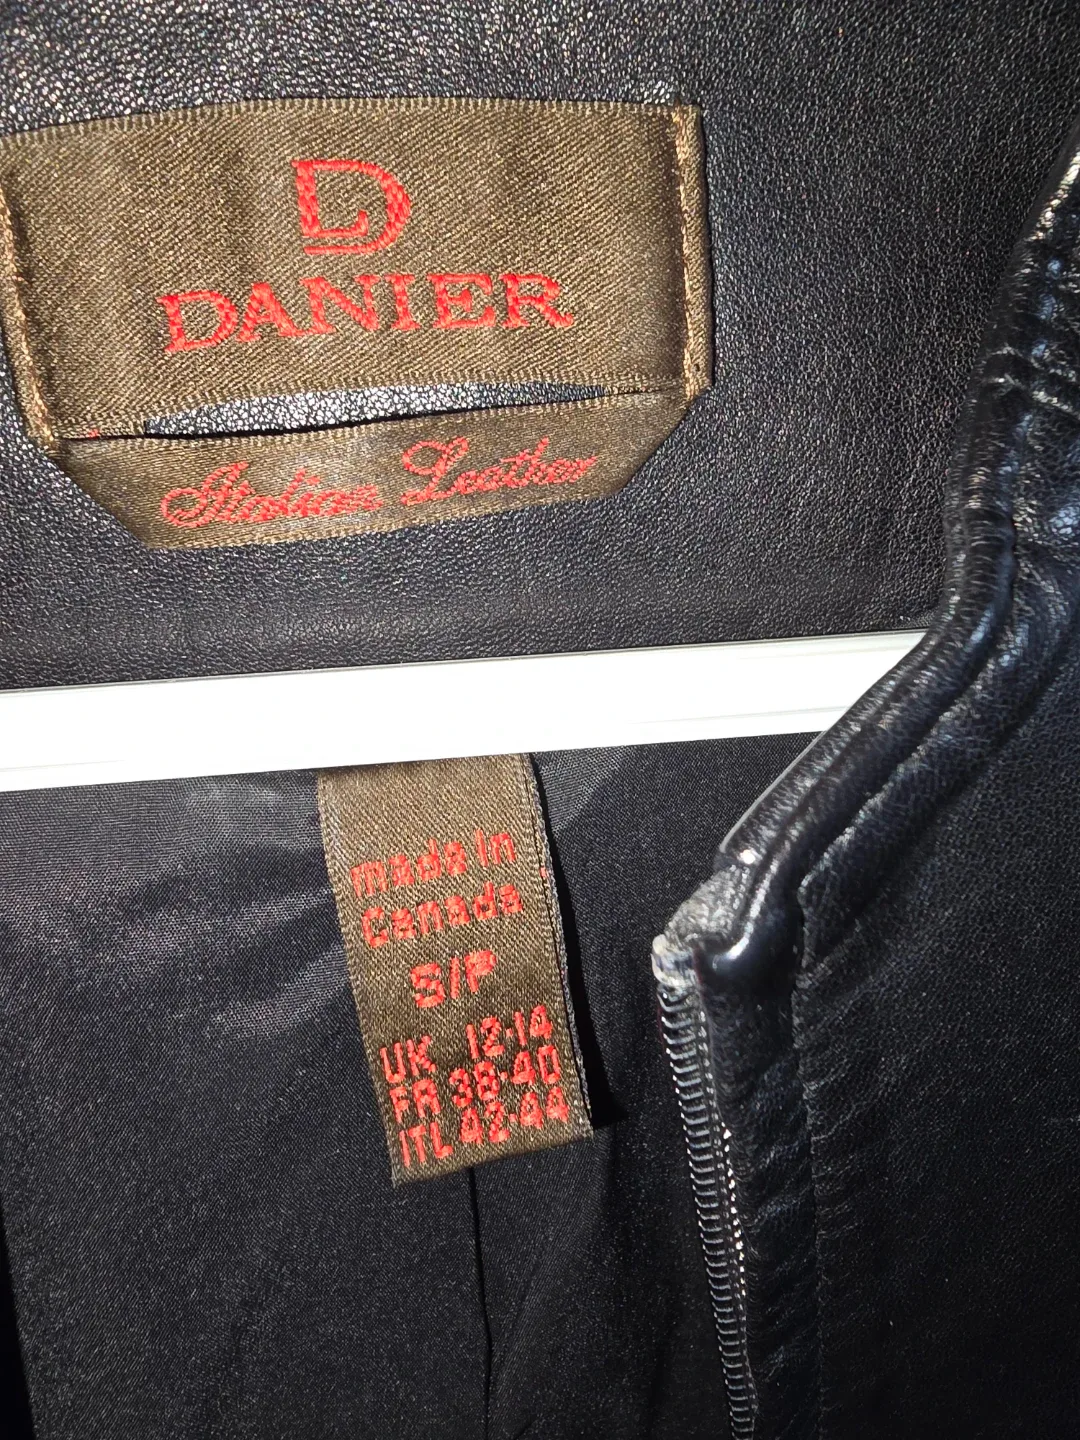 D
DANIER
Italian Leather
made in
Canada
S/P
UK 12-14
FR 38-40
ITL 42-44